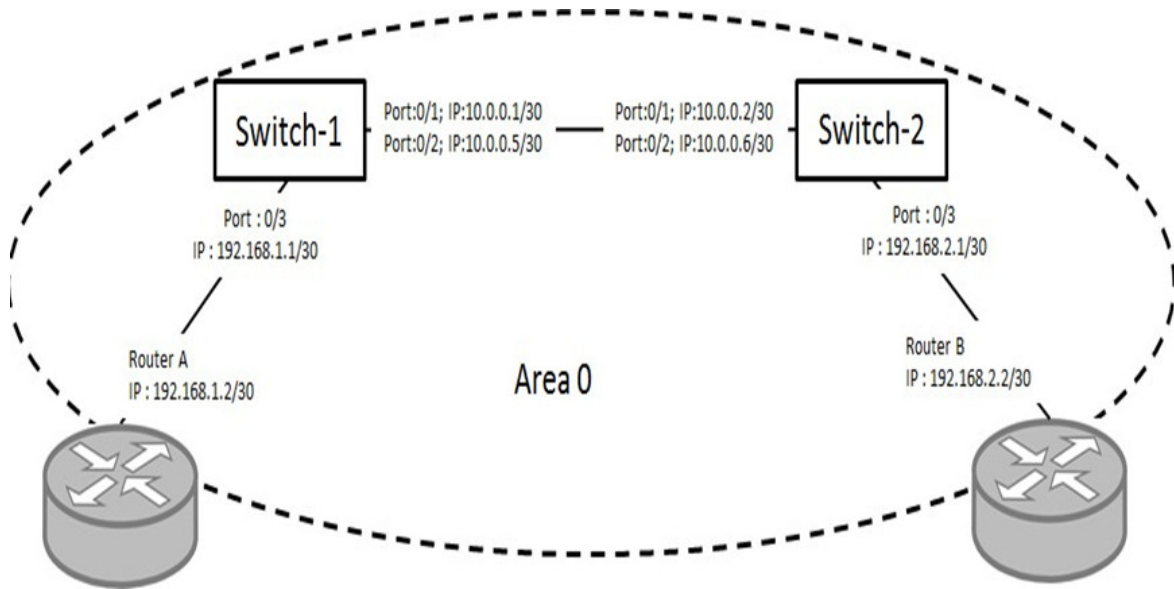 Switch-1
Port:0/1; IP:10.0.0.1/30
Port:0/2; IP:10.0.0.5/30
Port:0/1; IP:10.0.0.2/30
Port:0/2; IP:10.0.0.6/30
Switch-2
Port : 0/3
IP : 192.168.1.1/30
Port : 0/3
IP : 192.168.2.1/30
Router A
IP : 192.168.1.2/30
Area 0
Router B
IP : 192.168.2.2/30